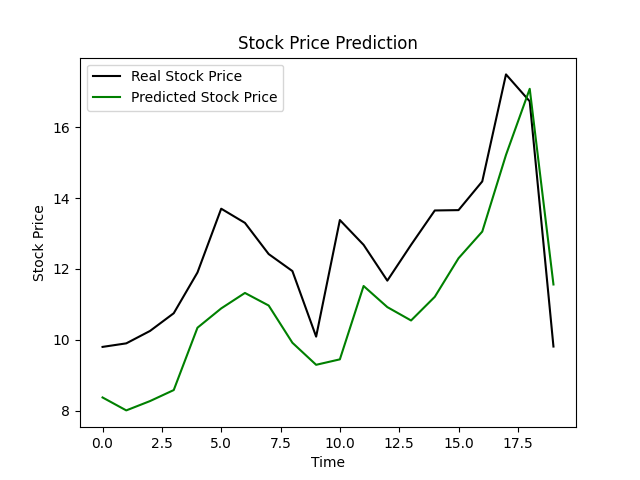 Stock Price Prediction
Real Stock Price
Predicted Stock Price
Stock Price
16
14
12
10
8
0.0 2.5 5.0 7.5 10.0 12.5 15.0 17.5
Time